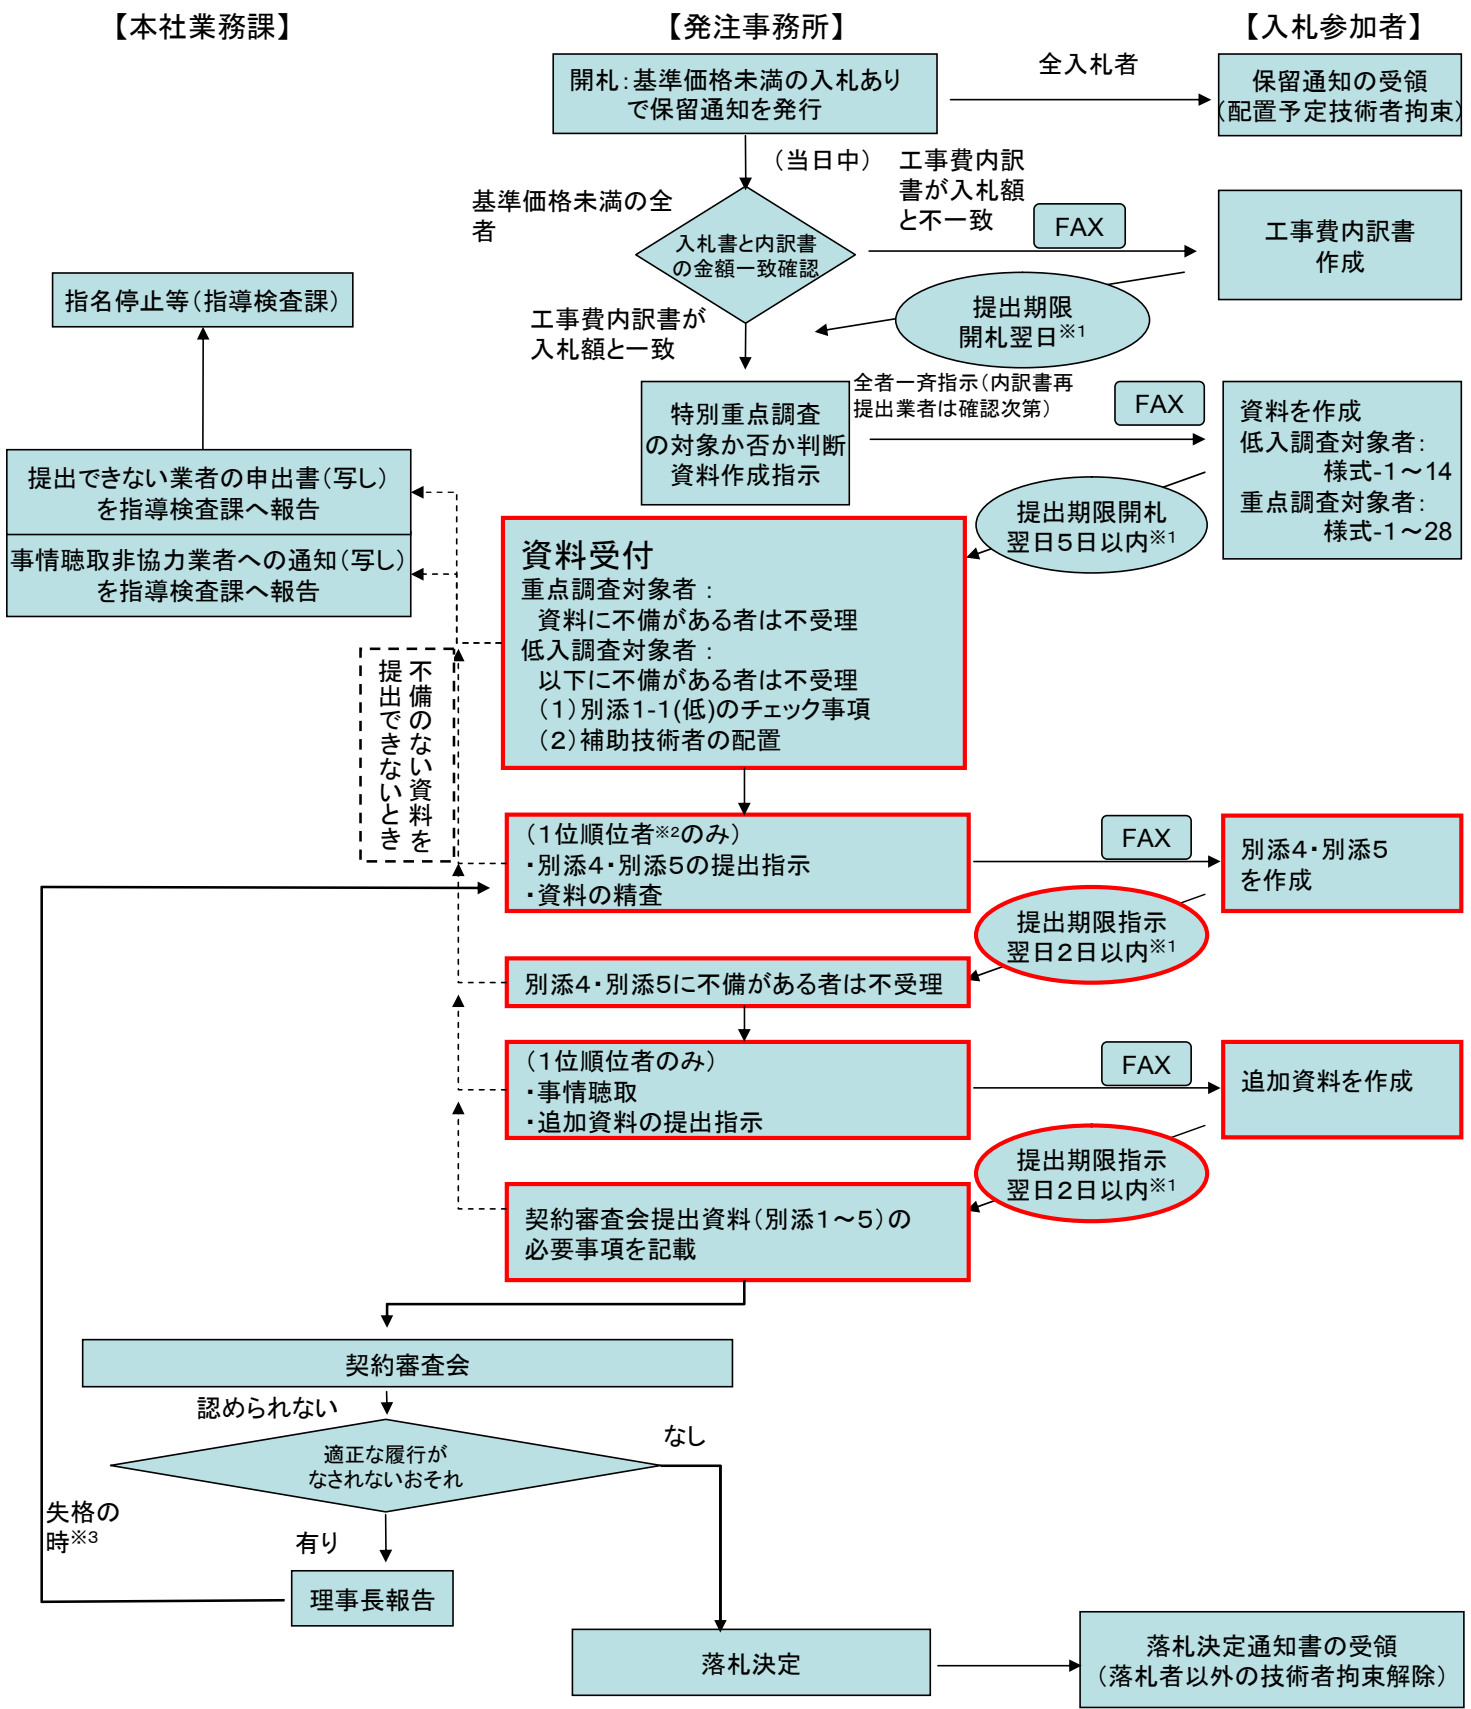 【本社業務課】
【発注事務所】
【入札参加者】
開札：基準価格未満の入札あり
で保留通知を発行
全入札者
保留通知の受領
（配置予定技術者拘束）
（当日中）
工事費内訳
書が入札額
と不一致
基準価格未満の全
者
入札書と内訳書
の金額一致確認
FAX
工事費内訳書
作成
提出期限
開札翌日※1
工事費内訳書が
入札額と一致
指名停止等（指導検査課）
特別重点調査
の対象か否か判断
資料作成指示
全者一斉指示（内訳書再
提出業者は確認次第）
FAX
資料を作成
低入調査対象者：
様式-１～14
重点調査対象者：
様式-１～28
提出期限開札
翌日５日以内※1
提出できない業者の申出書（写し）
を指導検査課へ報告
事情聴取非協力業者への通知（写し）
を指導検査課へ報告
資料受付
重点調査対象者：
資料に不備がある者は不受理
低入調査対象者：
以下に不備がある者は不受理
（１）別添１-１(低)のチェック事項
（２）補助技術者の配置
不備のない資料を
提出できないとき
（１位順位者※2のみ）
・別添４・別添５の提出指示
・資料の精査
FAX
別添４・別添５
を作成
提出期限指示
翌日２日以内※1
別添４・別添５に不備がある者は不受理
（１位順位者のみ）
・事情聴取
・追加資料の提出指示
FAX
追加資料を作成
提出期限指示
翌日２日以内※1
契約審査会提出資料（別添１～５）の
必要事項を記載
契約審査会
認められない
適正な履行が
なされないおそれ
なし
失格の
時※3
有り
理事長報告
落札決定
落札決定通知書の受領
（落札者以外の技術者拘束解除）